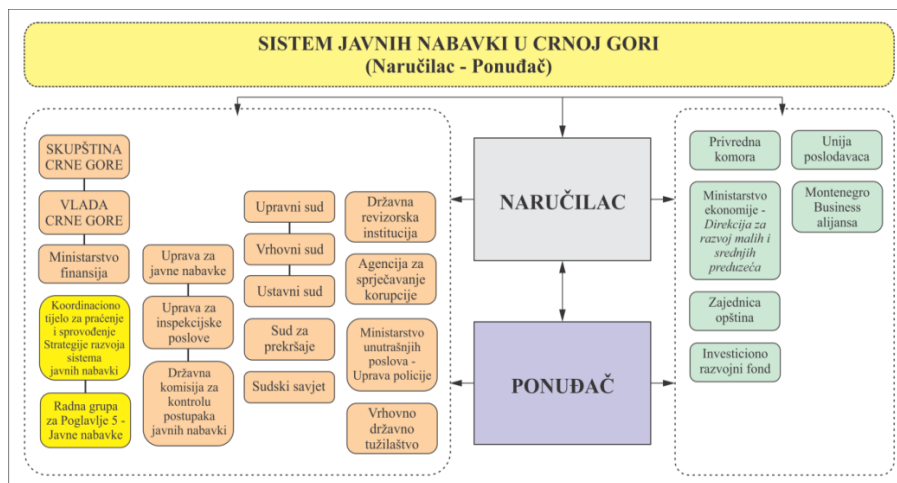 SISTEM JAVNIH NABAVKI U CRNOJ GORI
(Naručilac - Ponuđač)
SKUPŠTINA
CRNE GORE
VLADA
CRNE GORE
Ministarstvo
finansija
Koordinaciono
tijelo za praćenje
i sprovođenje
Strategije razvoja
sistema
javnih nabavki
Radna grupa
za Poglavlje 5 -
Javne nabavke
Uprava za
javne nabavke
Uprava za
inspekcijske
poslove
Državna
komisija za
kontrolu
postupaka
javnih nabavki
Upravni sud
Vrhovni sud
Ustavni sud
Sud za
prekršaje
Sudski savjet
Državna
revizorska
institucija
Agencija za
sprječavanje
korupcije
Ministarstvo
unutrašnjih
poslova -
Uprava policije
Vrhovno
državno
tužilaštvo
NARUČILAC
PONUĐAČ
Privredna
komora
Ministarstvo
ekonomije -
Direkcija za
razvoj malih i
srednjih
preduzeća
Zajednica
opština
Investiciono
razvojni fond
Unija
poslodavaca
Montenegro
Business
alijansa